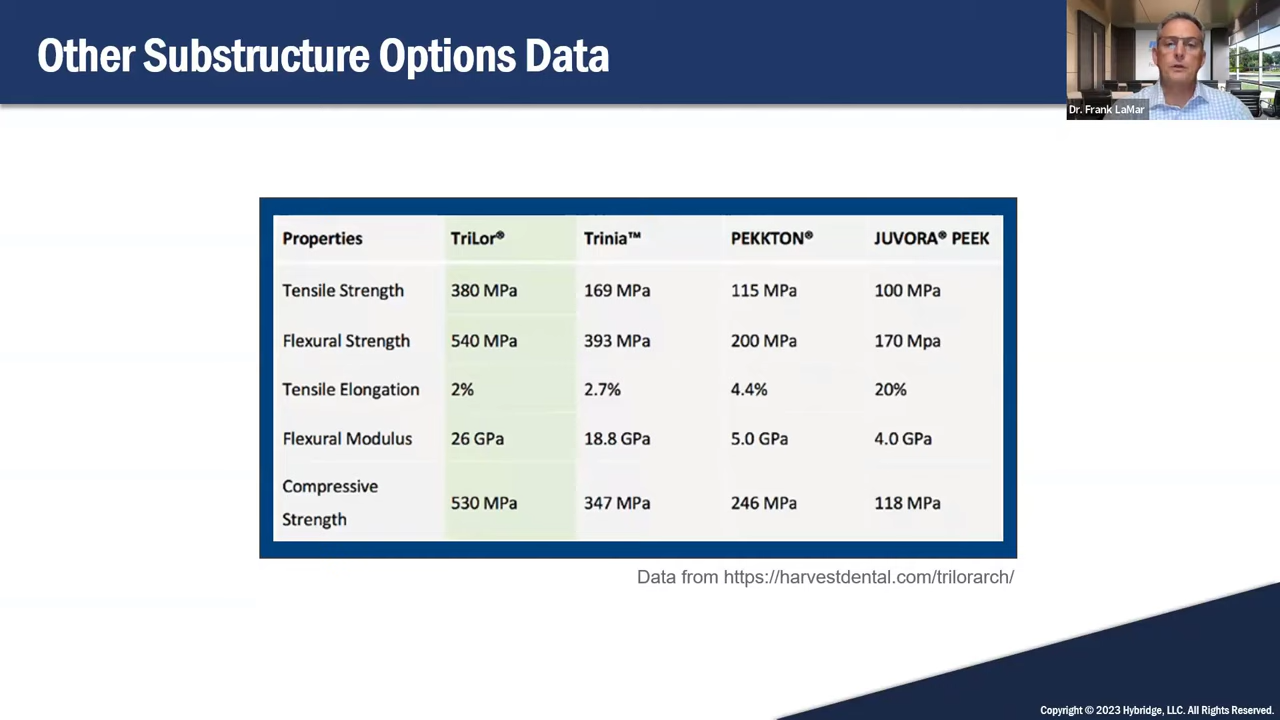 Other Substructure Options Data
Dr. Frank LaMar
Properties TriLor® Trinia™ PEKKTON® JUVORA® PEEK
Tensile Strength 380 MPa 169 MPa 115 MPa 100 MPa
Flexural Strength 540 MPa 393 MPa 200 MPa 170 Mpa
Tensile Elongation 2% 2.7% 4.4% 20%
Flexural Modulus 26 GPa 18.8 GPa 5.0 GPa 4.0 GPa
Compressive
Strength 530 MPa 347 MPa 246 MPa 118 MPa
Data from https://harvestdental.com/trilorarch/
Copyright © 2023 Hybridge, LLC. All Rights Reserved.